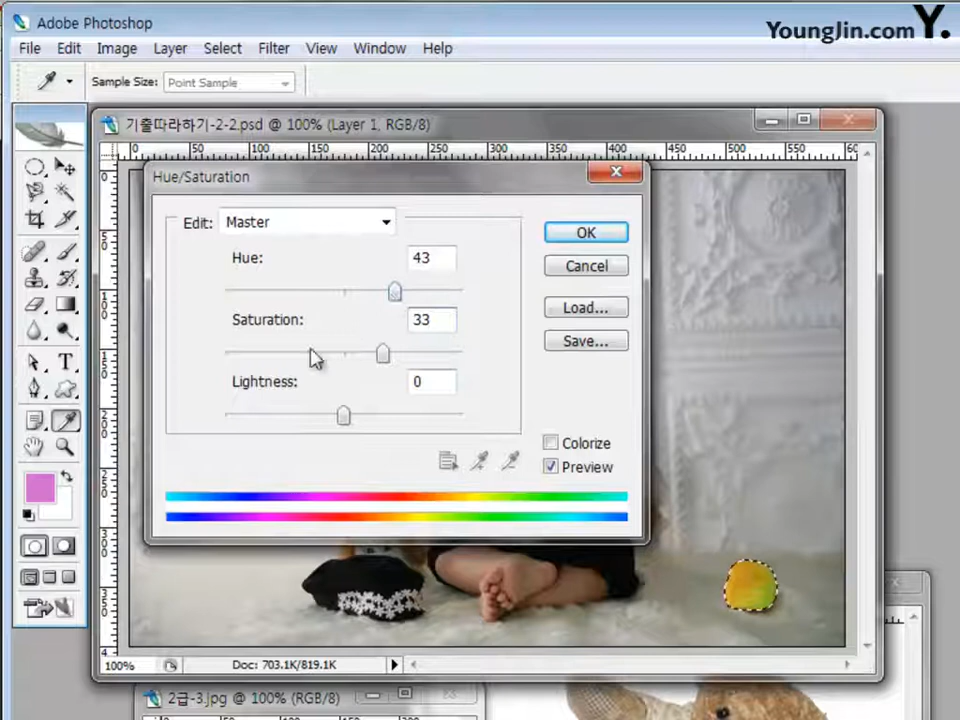 Adobe Photoshop
YoungJin.com Y.
File Edit Image Layer Select Filter View Window Help
Sample Size: Point Sample
기출따라하기-2-2.psd @ 100% (Layer 1, RGB/8)
0 50 100 150 200 250 300 350 400 450 500 550 60
Hue/Saturation
Edit: Master
Hue: 43
OK
Cancel
Saturation: 33
Load...
Save...
Lightness: 0
Colorize
Preview
100% Doc: 703.1K/819.1K
2급-3.jpg @ 100% (RGB/8)